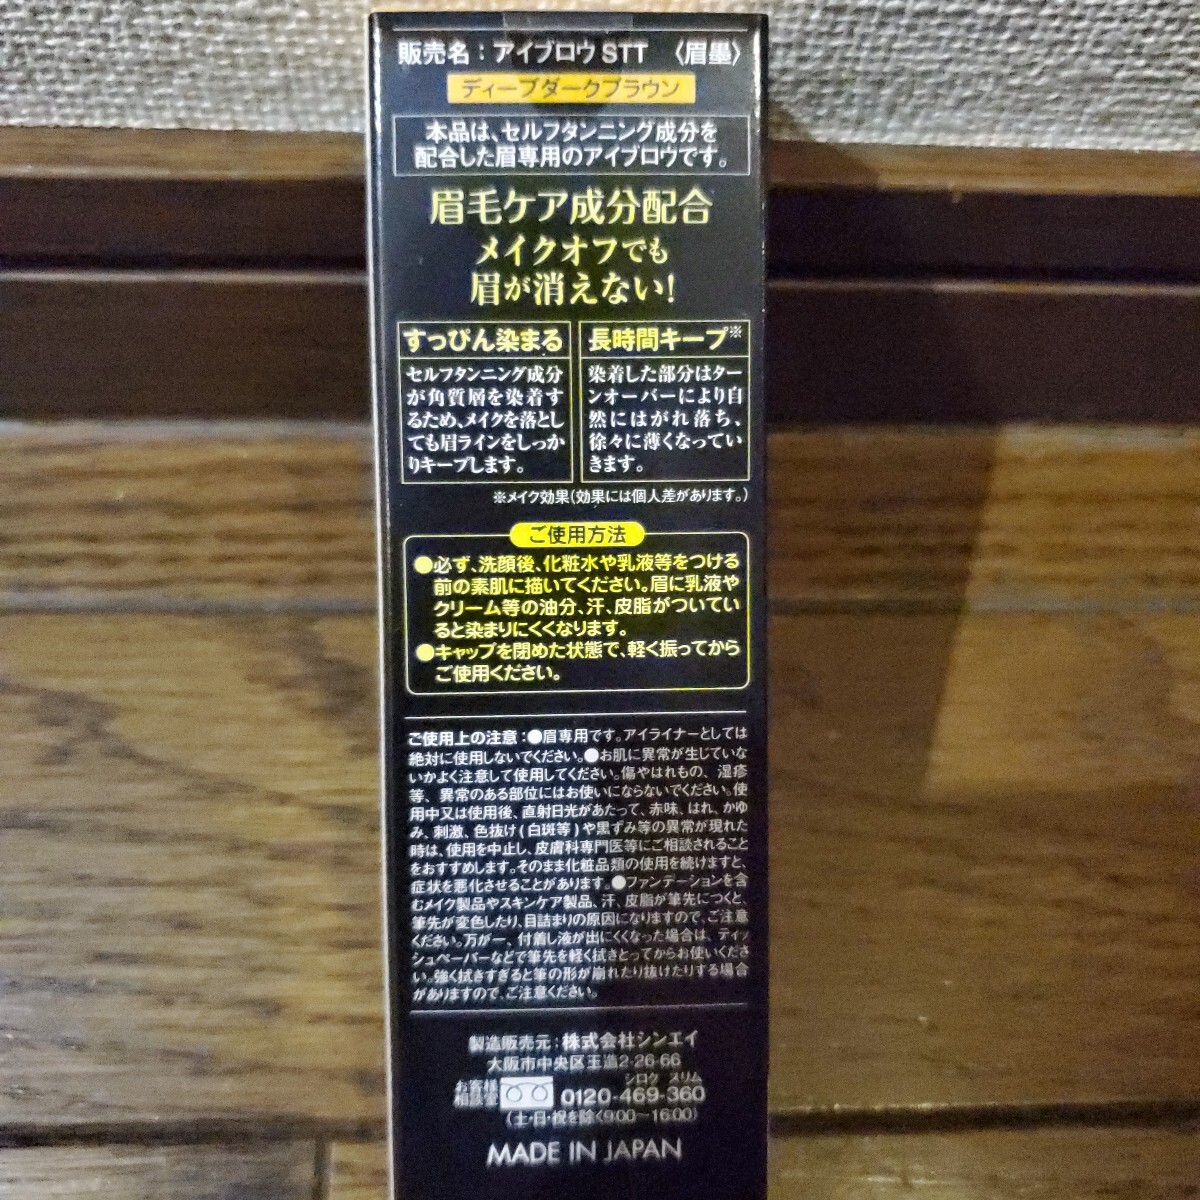 販売名：アイブロウ STT 〈眉墨〉
ディープダークブラウン
本品は、セルフタンニング成分を
配合した眉専用のアイブロウです。
眉毛ケア成分配合
メイクオフでも
眉が消えない!
すっぴん染まる
セルフタンニング成分
が角質層を染着す
るため、メイクを落とし
ても眉ラインをしっか
りキープします。
長時間キープ※
染着した部分はター
ンオーバーにより自
然にはがれ落ち、
徐々に薄くなってい
きます。
※メイク効果(効果には個人差があります。)
ご使用方法
●必ず、洗顔後、化粧水や乳液等をつける
前の素肌に描いてください。眉に乳液や
クリーム等の油分、汗、皮脂がついてい
ると染まりにくくなります。
●キャップを閉めた状態で、軽く振ってから
ご使用ください。
ご使用上の注意：●眉専用です。アイライナーとしては
絶対に使用しないでください。●お肌に異常が生じていな
いかよく注意して使用してください。傷やはれもの、湿疹
等、異常のある部位にはお使いにならないでください。使
用中又は使用後、直射日光があたって、赤味、はれ、かゆ
み、刺激、色抜け(白斑等)や黒ずみ等の異常が現れた
時は、使用を中止し、皮膚科専門医等にご相談されること
をおすすめします。そのまま化粧品類の使用を続けますと、
症状を悪化させることがあります。●ファンデーションを含
むメイク製品やスキンケア製品、汗、皮脂が筆先につくと、
筆先が変色したり、目詰まりの原因になりますので、ご注意
ください。万が一、付着し液が出にくくなった場合は、ティッ
シュペーパーなどで筆先を軽く拭きとってからお使いくださ
い。強く拭きすぎると筆の形が崩れたり抜けたりする場合
がありますので、ご注意ください。
製造販売元：株式会社シンエイ
大阪市中央区玉造2-26-66
お客様
相談室
シロク スリム
0120-469-360
(土・日・祝を除く9:00～16:00)
MADE IN JAPAN